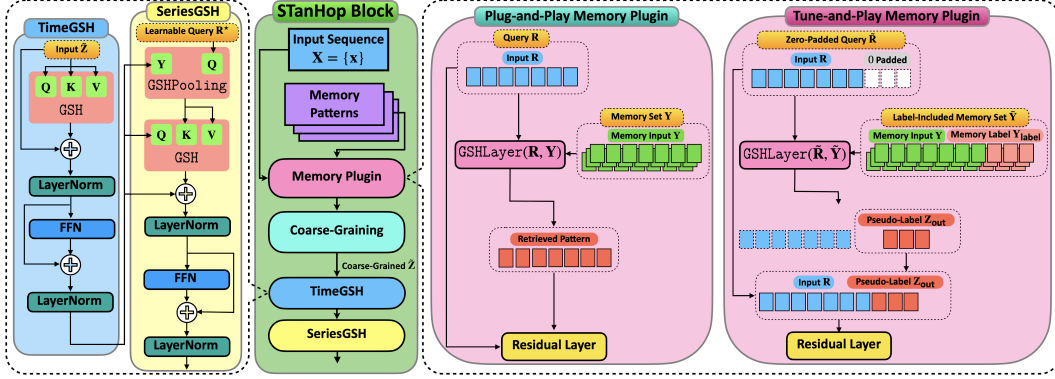 TimeGSH
Input Ẑ
Q K V
GSH
LayerNorm
FFN
LayerNorm
SeriesGSH
Learnable Query R*
Y Q
GSHPooling
Q K V
GSH
LayerNorm
FFN
LayerNorm
STanHop Block
Input Sequence
X = {x}
Memory
Patterns
Memory Plugin
Coarse-Graining
Coarse-Grained Ẑ
TimeGSH
SeriesGSH
Plug-and-Play Memory Plugin
Query R
Input R
Memory Set Y
Memory Input Y
GSHLayer(R, Y)
Retrieved Pattern
Residual Layer
Tune-and-Play Memory Plugin
Zero-Padded Query R̃
Input R 0 Padded
Label-Included Memory Set Ỹ
Memory Input Y Memory Label Y_label
GSHLayer(R̃, Ỹ)
Pseudo-Label Z_out
Input R Pseudo-Label Z_out
Residual Layer